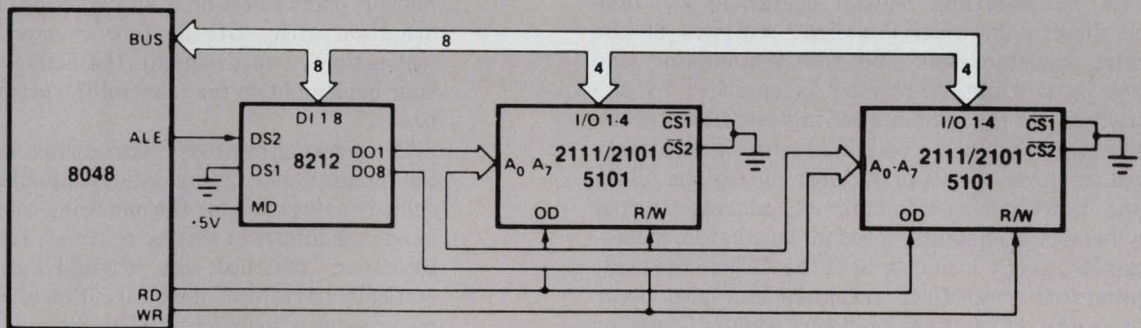 BUS
8
8
4
4
ALE
8048
RD
WR
DI 1 8
DS2
8212
DS1
MD
DO1
DO8
.5V
I/O 1-4
CS1
CS2
2111/2101
5101
A0 A7
OD
R/W
I/O 1-4
CS1
CS2
2111/2101
5101
A0-A7
OD
R/W